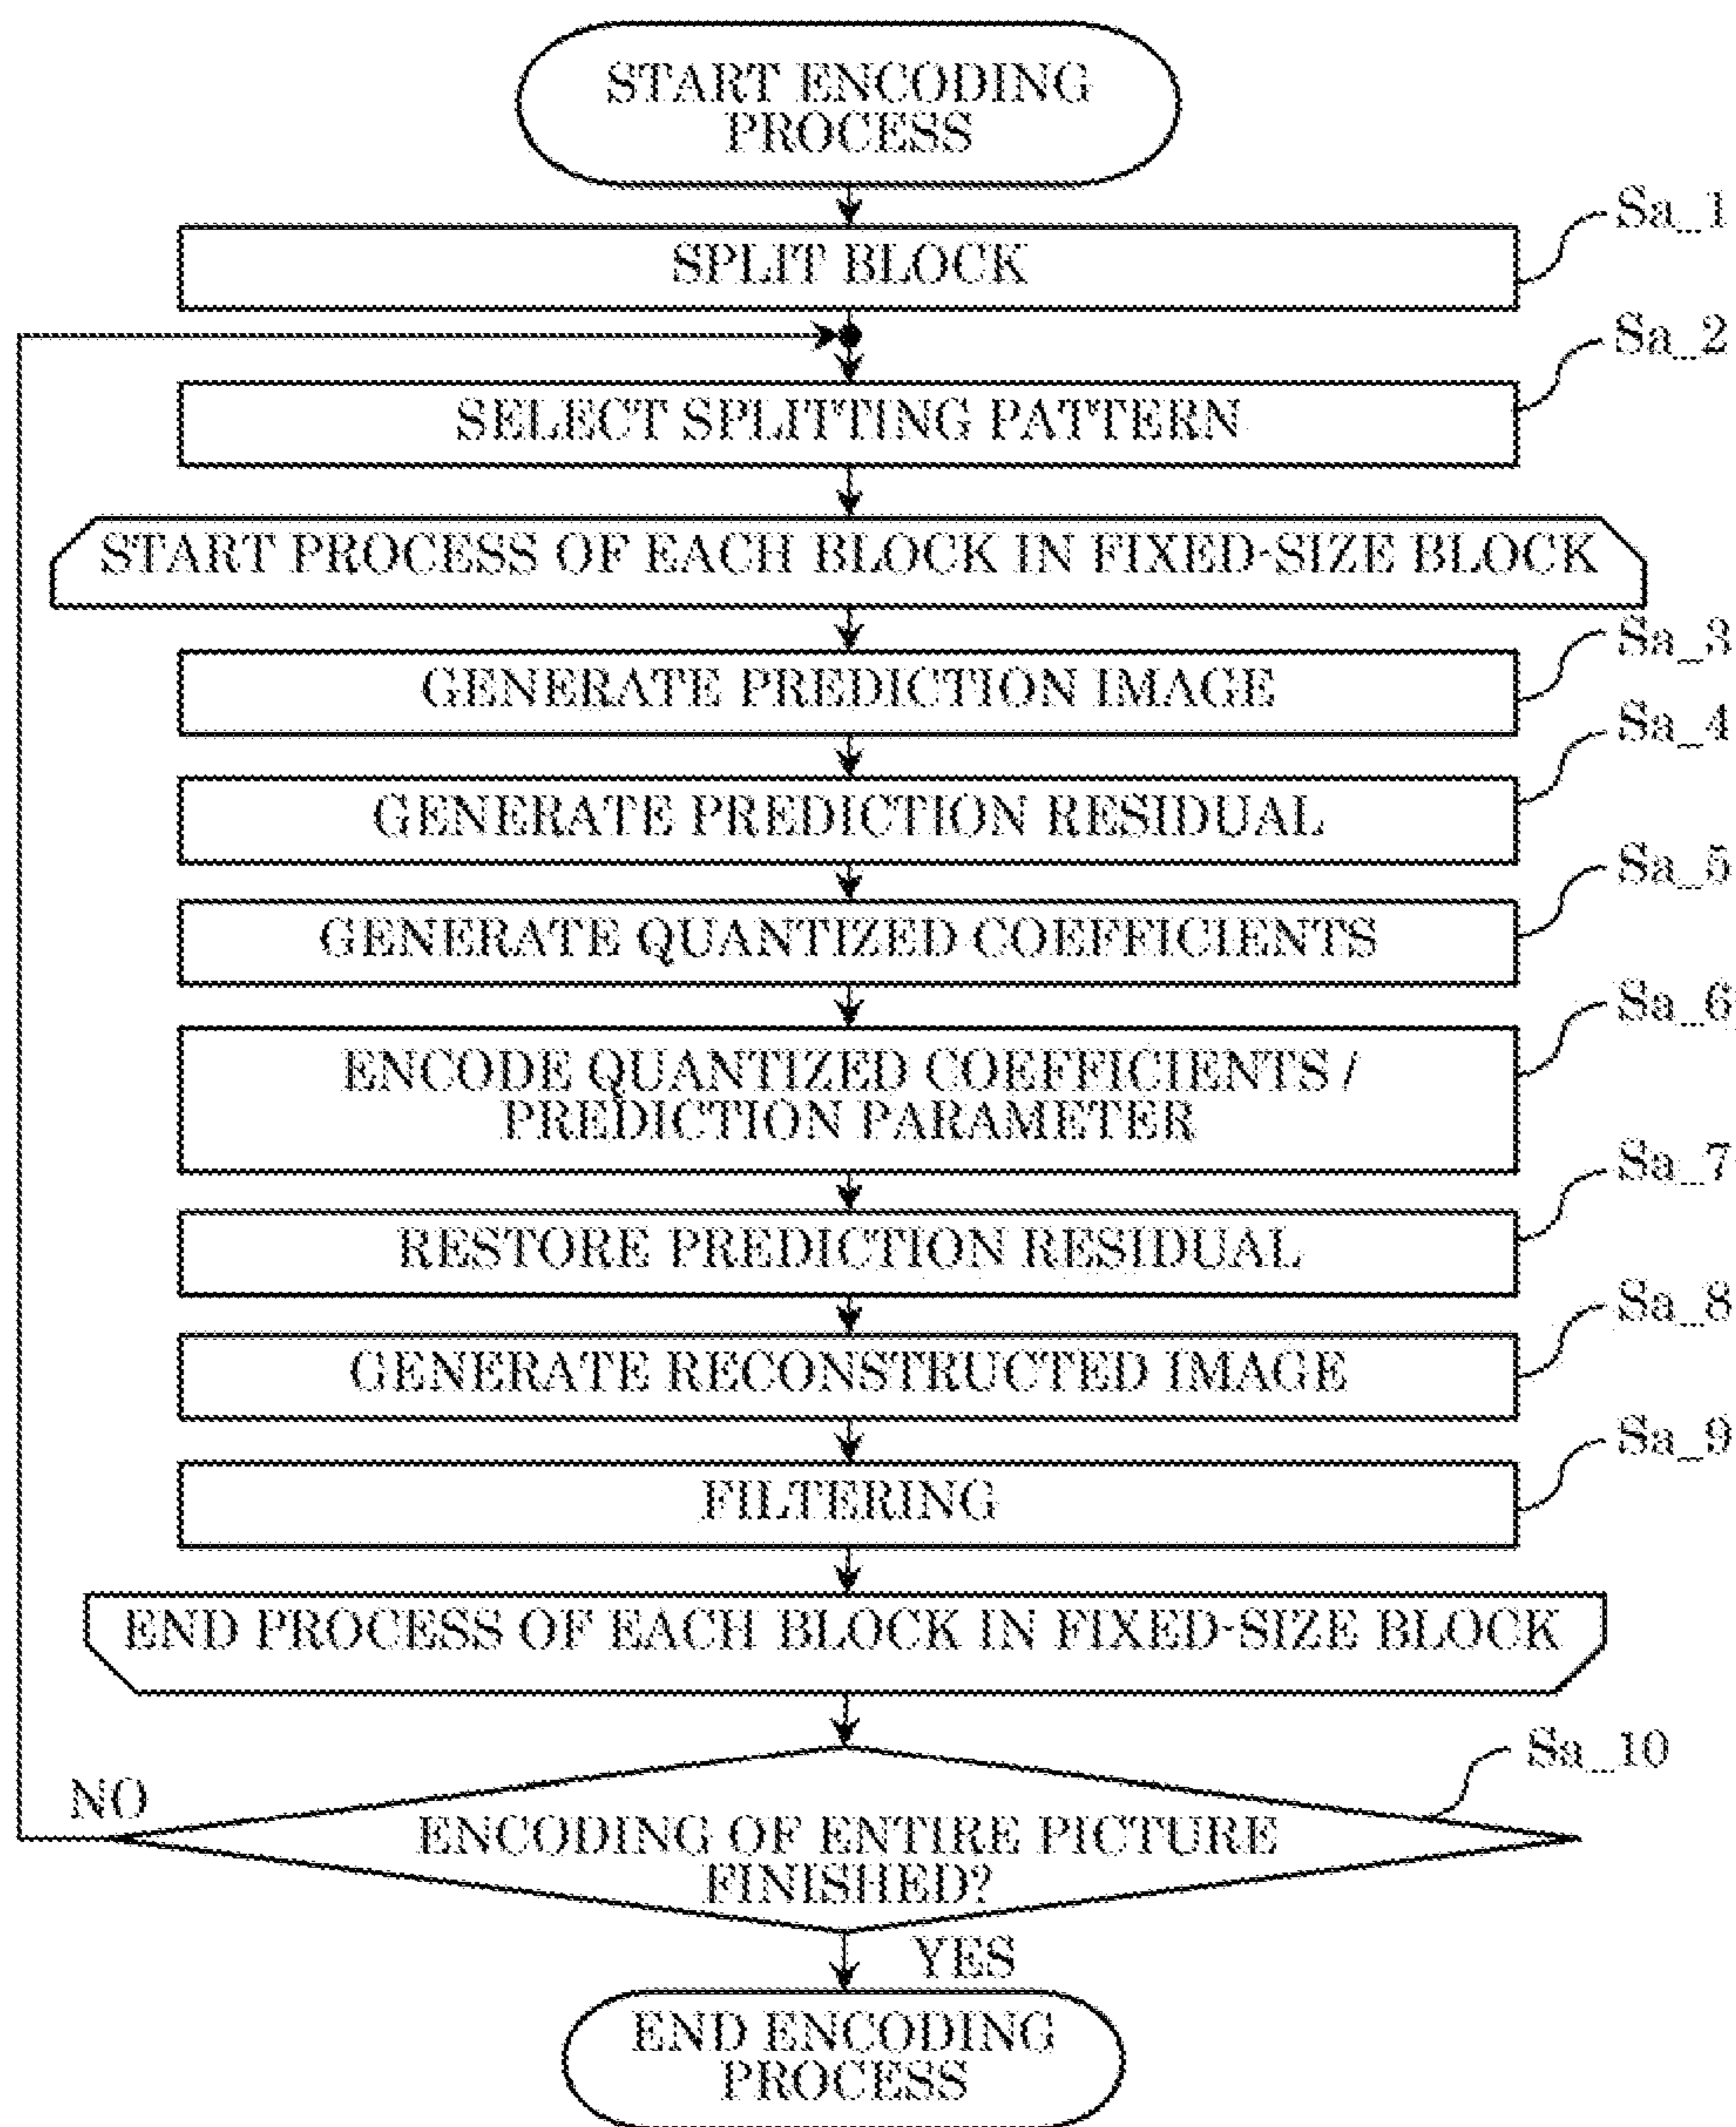 START ENCODING
PROCESS
Sa_1
SPLIT BLOCK
Sa_2
SELECT SPLITTING PATTERN
START PROCESS OF EACH BLOCK IN FIXED-SIZE BLOCK
Sa_3
GENERATE PREDICTION IMAGE
Sa_4
GENERATE PREDICTION RESIDUAL
Sa_5
GENERATE QUANTIZED COEFFICIENTS
Sa_6
ENCODE QUANTIZED COEFFICIENTS /
PREDICTION PARAMETER
Sa_7
RESTORE PREDICTION RESIDUAL
Sa_8
GENERATE RECONSTRUCTED IMAGE
Sa_9
FILTERING
END PROCESS OF EACH BLOCK IN FIXED-SIZE BLOCK
Sa_10
NO
ENCODING OF ENTIRE PICTURE
FINISHED?
YES
END ENCODING
PROCESS